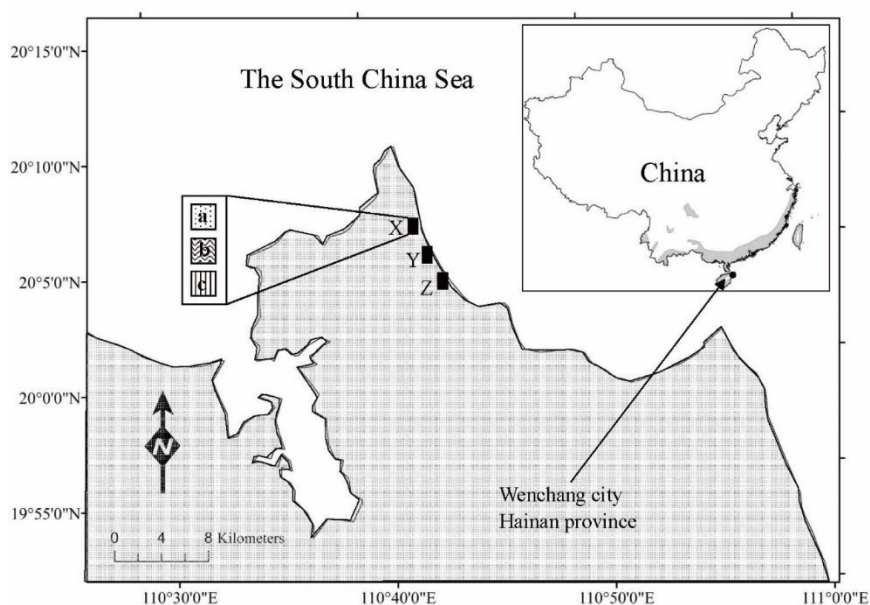 20°15'0"N
The South China Sea
China
20°10'0"N
a
X
b
Y
20°5'0"N
c
Z
20°0'0"N
N
Wenchang city
Hainan province
19°55'0"N
0 4 8 Kilometers
110°30'0"E 110°40'0"E 110°50'0"E 111°0'0"E